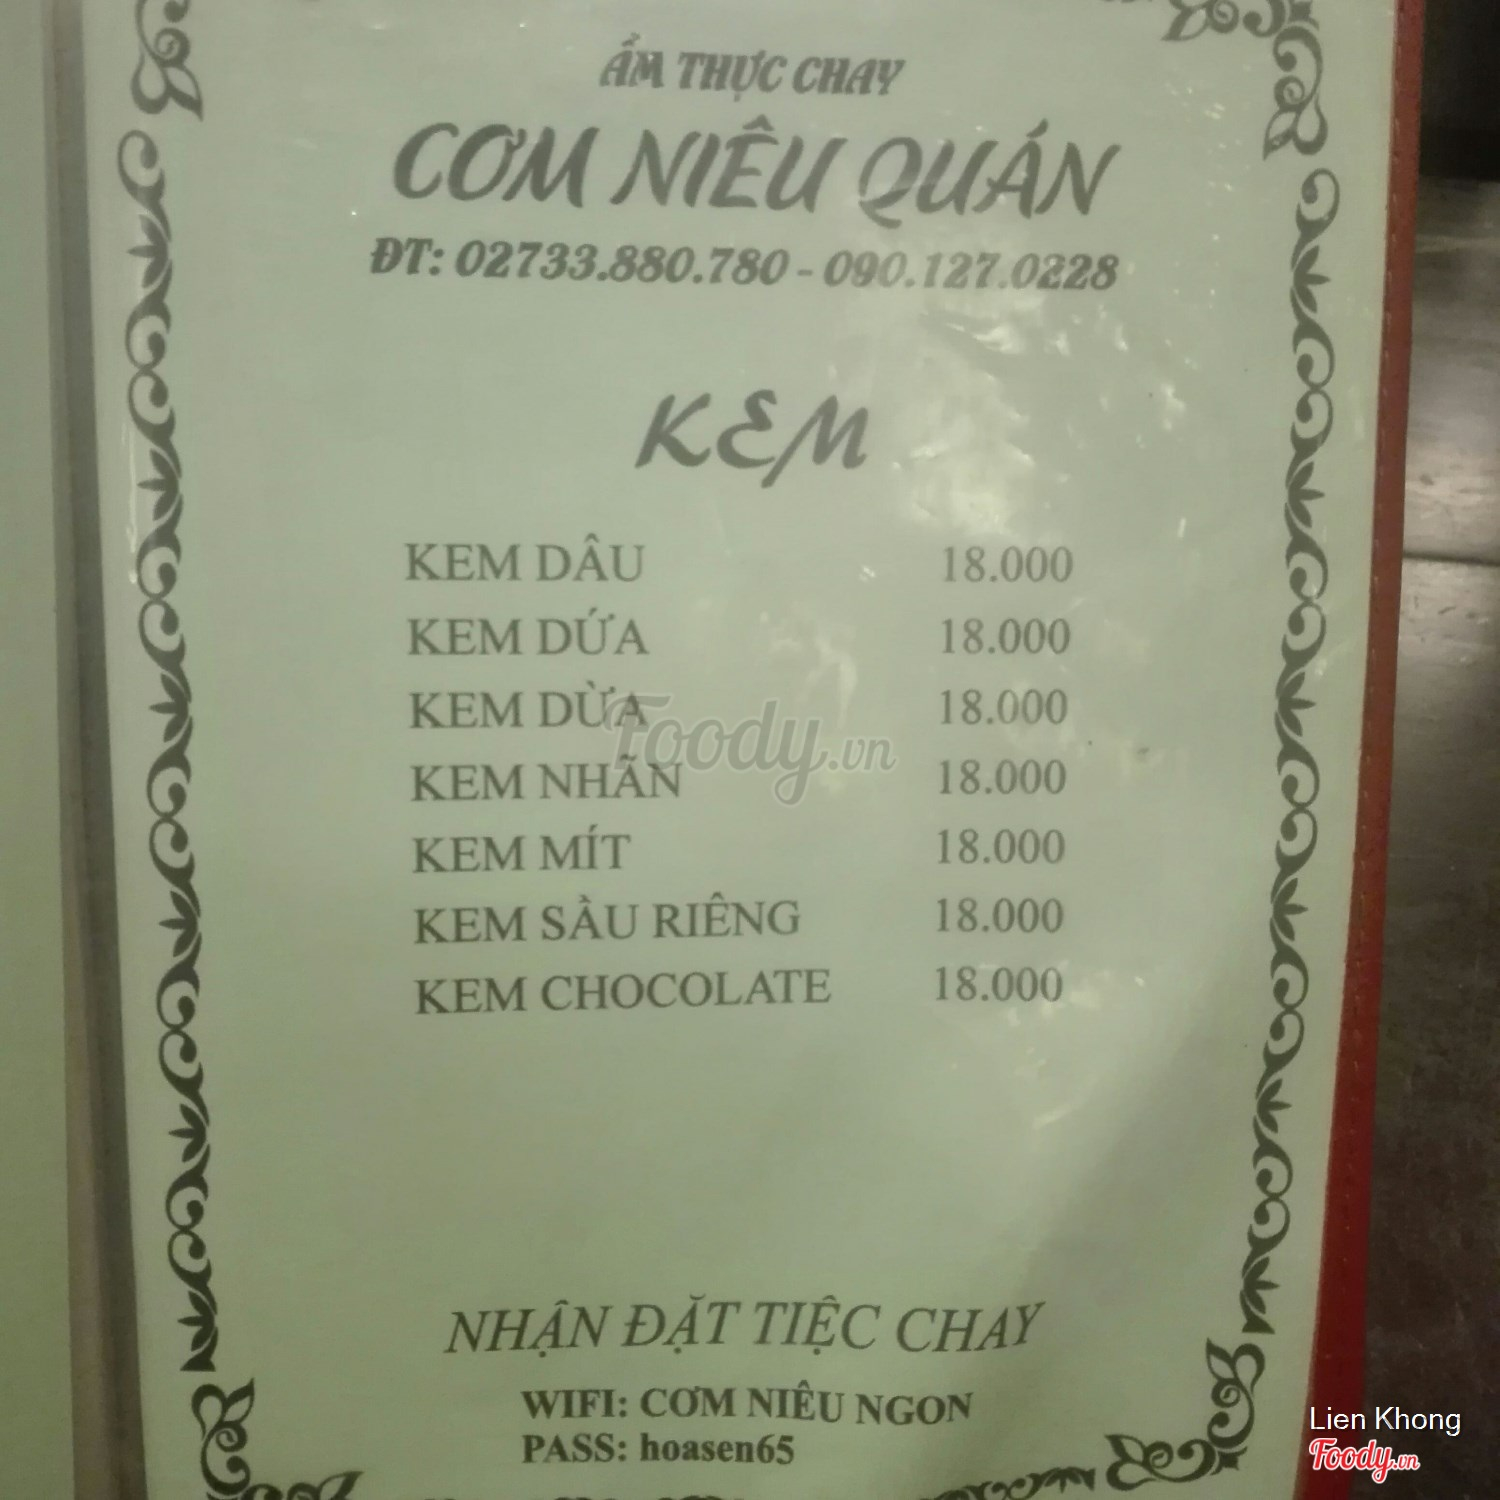 ẨM THỰC CHAY
CƠM NIÊU QUÁN
ĐT: 02733.880.780 - 090.127.0228
KEM
KEM DÂU 18.000
KEM DỨA 18.000
KEM DỪA 18.000
KEM NHÃN 18.000
KEM MÍT 18.000
KEM SẦU RIÊNG 18.000
KEM CHOCOLATE 18.000
Foody.vn
NHẬN ĐẶT TIỆC CHAY
WIFI: CƠM NIÊU NGON
PASS: hoasen65
Lien Khong
Foody.vn